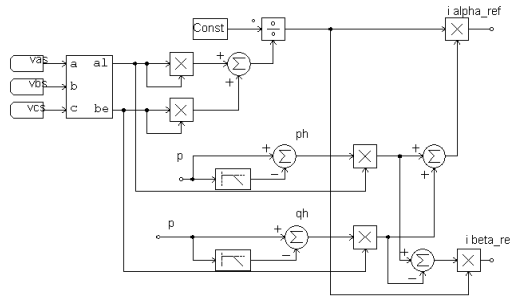 i alpha_ref
Const
vas
a al
vbs
b
vcs
c be
ph
p
qh
p
i beta_re